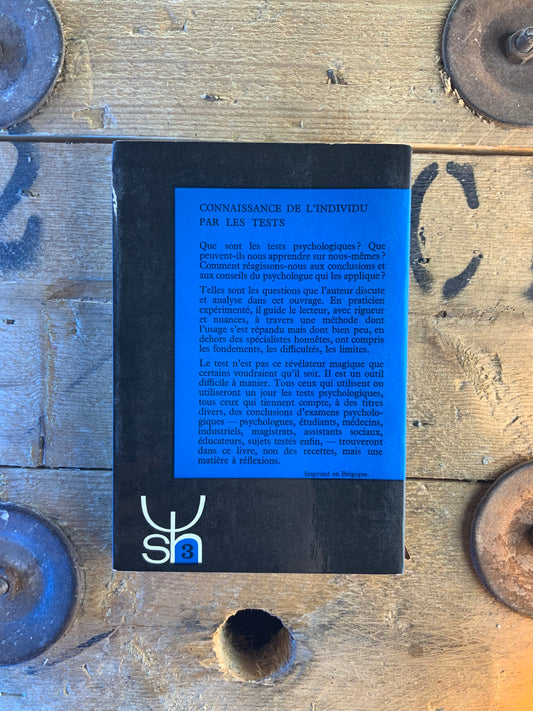 CONNAISSANCE DE L'INDIVIDU
PAR LES TESTS
Que sont les tests psychologiques ? Que
peuvent-ils nous apprendre sur nous-mêmes ?
Comment réagissons-nous aux conclusions et
aux conseils du psychologue qui les applique ?
Telles sont les questions que l'auteur discute
et analyse dans cet ouvrage. En praticien
expérimenté, il guide le lecteur, avec rigueur
et nuances, à travers une méthode dont
l'usage s'est répandu mais dont bien peu, en
dehors des spécialistes honnêtes, ont compris
les fondements, les difficultés, les limites.
Le test n'est pas ce révélateur magique que
certains voudraient qu'il soit. Il est un outil
difficile à manier. Tous ceux qui utilisent ou
utiliseront un jour les tests psychologiques,
tous ceux qui tiennent compte, à des titres
divers, des conclusions d'examens psycholo-
giques — psychologues, étudiants, médecins,
industriels, magistrats, assistants sociaux,
éducateurs, sujets testés enfin, — trouveront
dans ce livre, non des recettes, mais une
matière à réflexions.
Imprimé en Belgique.
sh
3
C